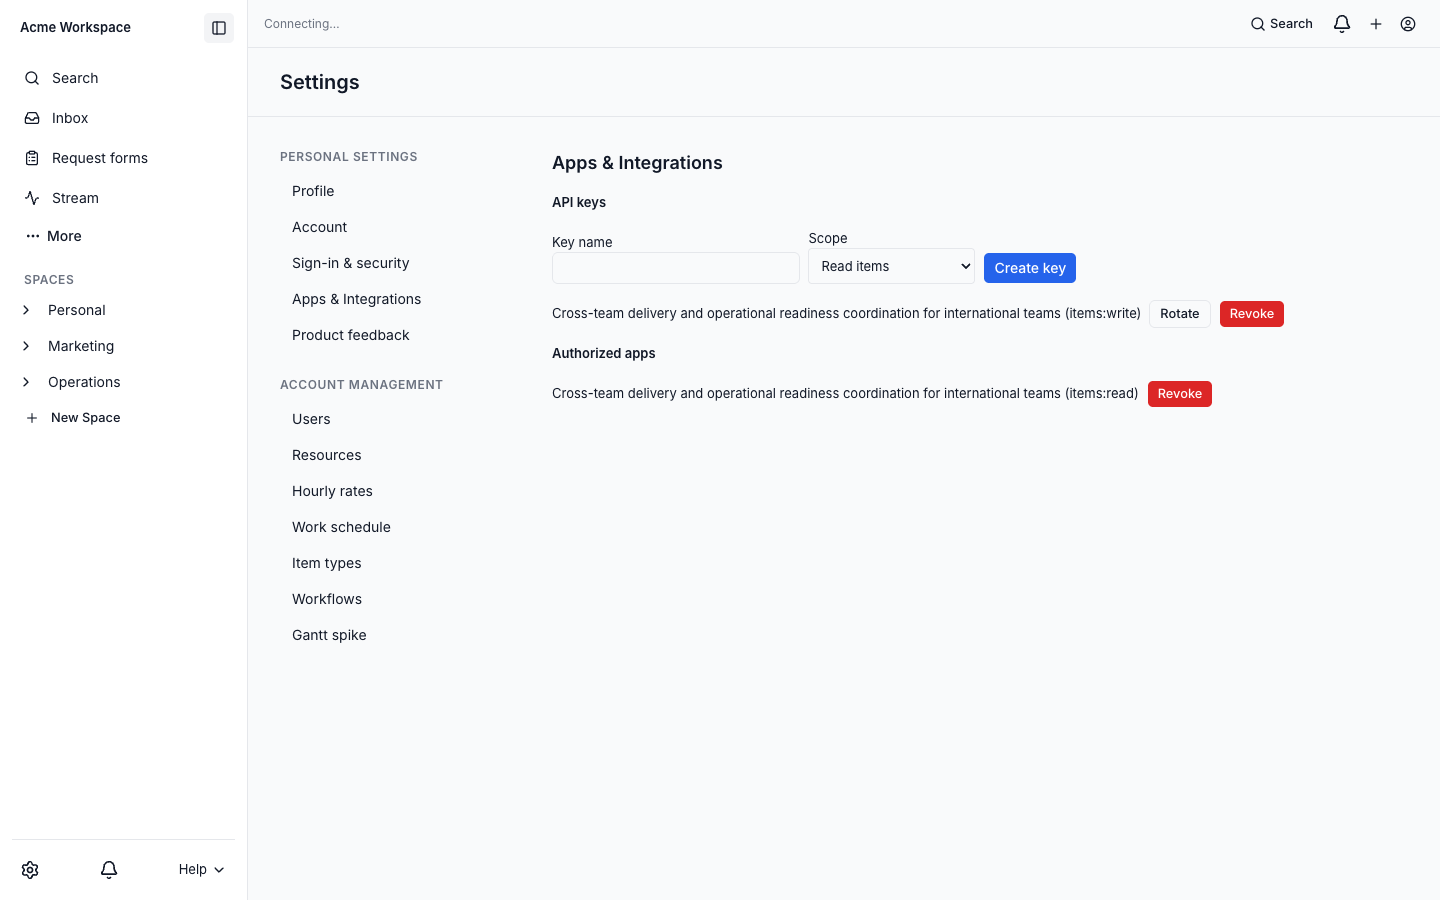 Acme Workspace
Search
Inbox
Request forms
Stream
More
SPACES
Personal
Marketing
Operations
New Space
Help
Connecting...
Search
Settings
PERSONAL SETTINGS
Profile
Account
Sign-in & security
Apps & Integrations
Product feedback
ACCOUNT MANAGEMENT
Users
Resources
Hourly rates
Work schedule
Item types
Workflows
Gantt spike
Apps & Integrations
API keys
Key name
Scope
Read items
Create key
Cross-team delivery and operational readiness coordination for international teams (items:write) Rotate Revoke
Authorized apps
Cross-team delivery and operational readiness coordination for international teams (items:read) Revoke